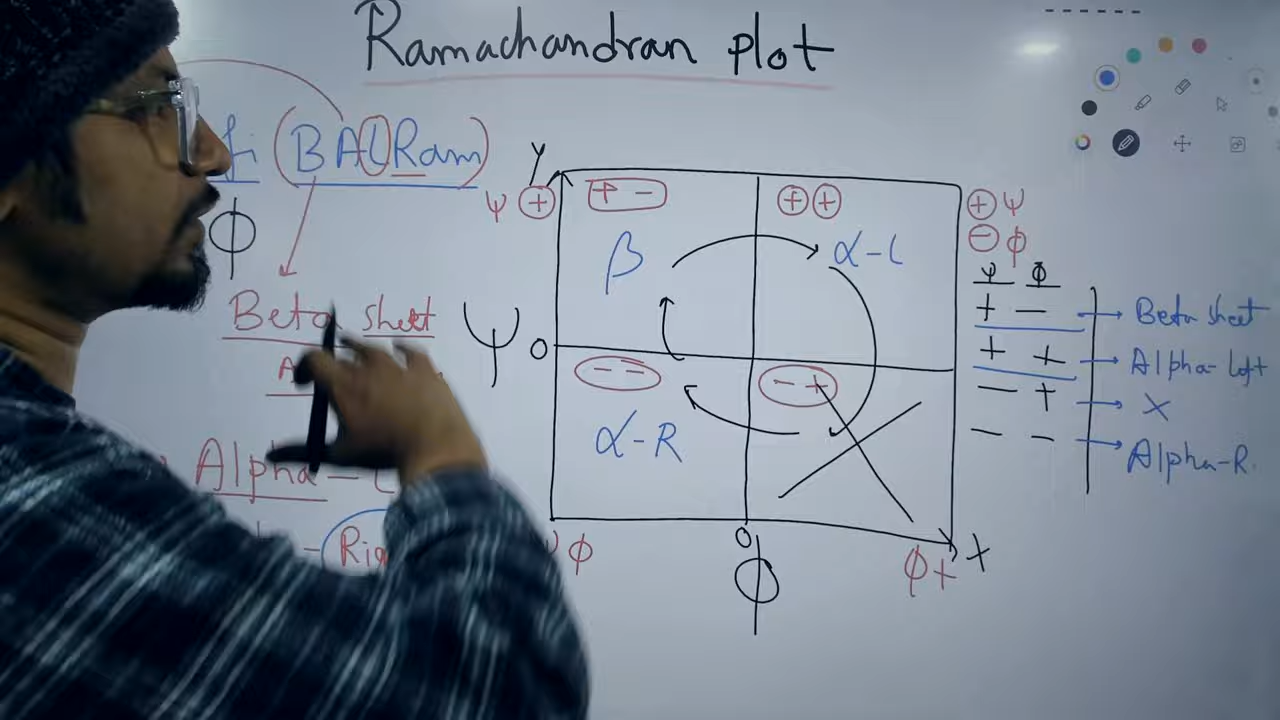 Ramachandran plot
(BALRam)
Y
ψ + + - + + + ψ
- φ
Φ β α-L
ψ φ
+ - → Beta sheet
+ + → Alpha-left
- + → X
- - → Alpha-R
Beta sheet
ψ 0
- - - +
α-R
Alpha-L
0 X
φ φ+
Φ